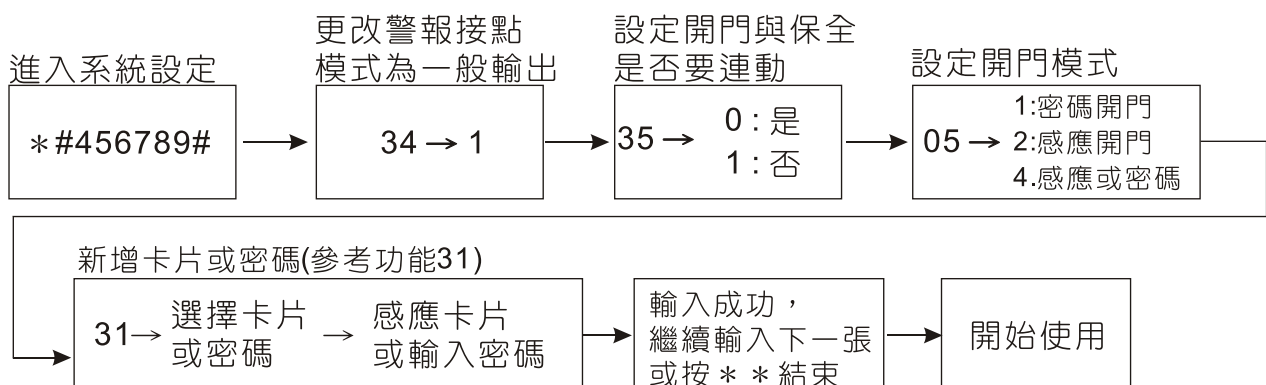 進入系統設定
＊#456789#
更改警報接點
模式為一般輸出
34→1
設定開門與保全
是否要連動
35→
0：是
1：否
設定開門模式
05→
1:密碼開門
2:感應開門
4.感應或密碼
新增卡片或密碼(參考功能31)
31→
選擇卡片
或密碼
→
感應卡片
或輸入密碼
輸入成功，
繼續輸入下一張
或按＊＊結束
開始使用